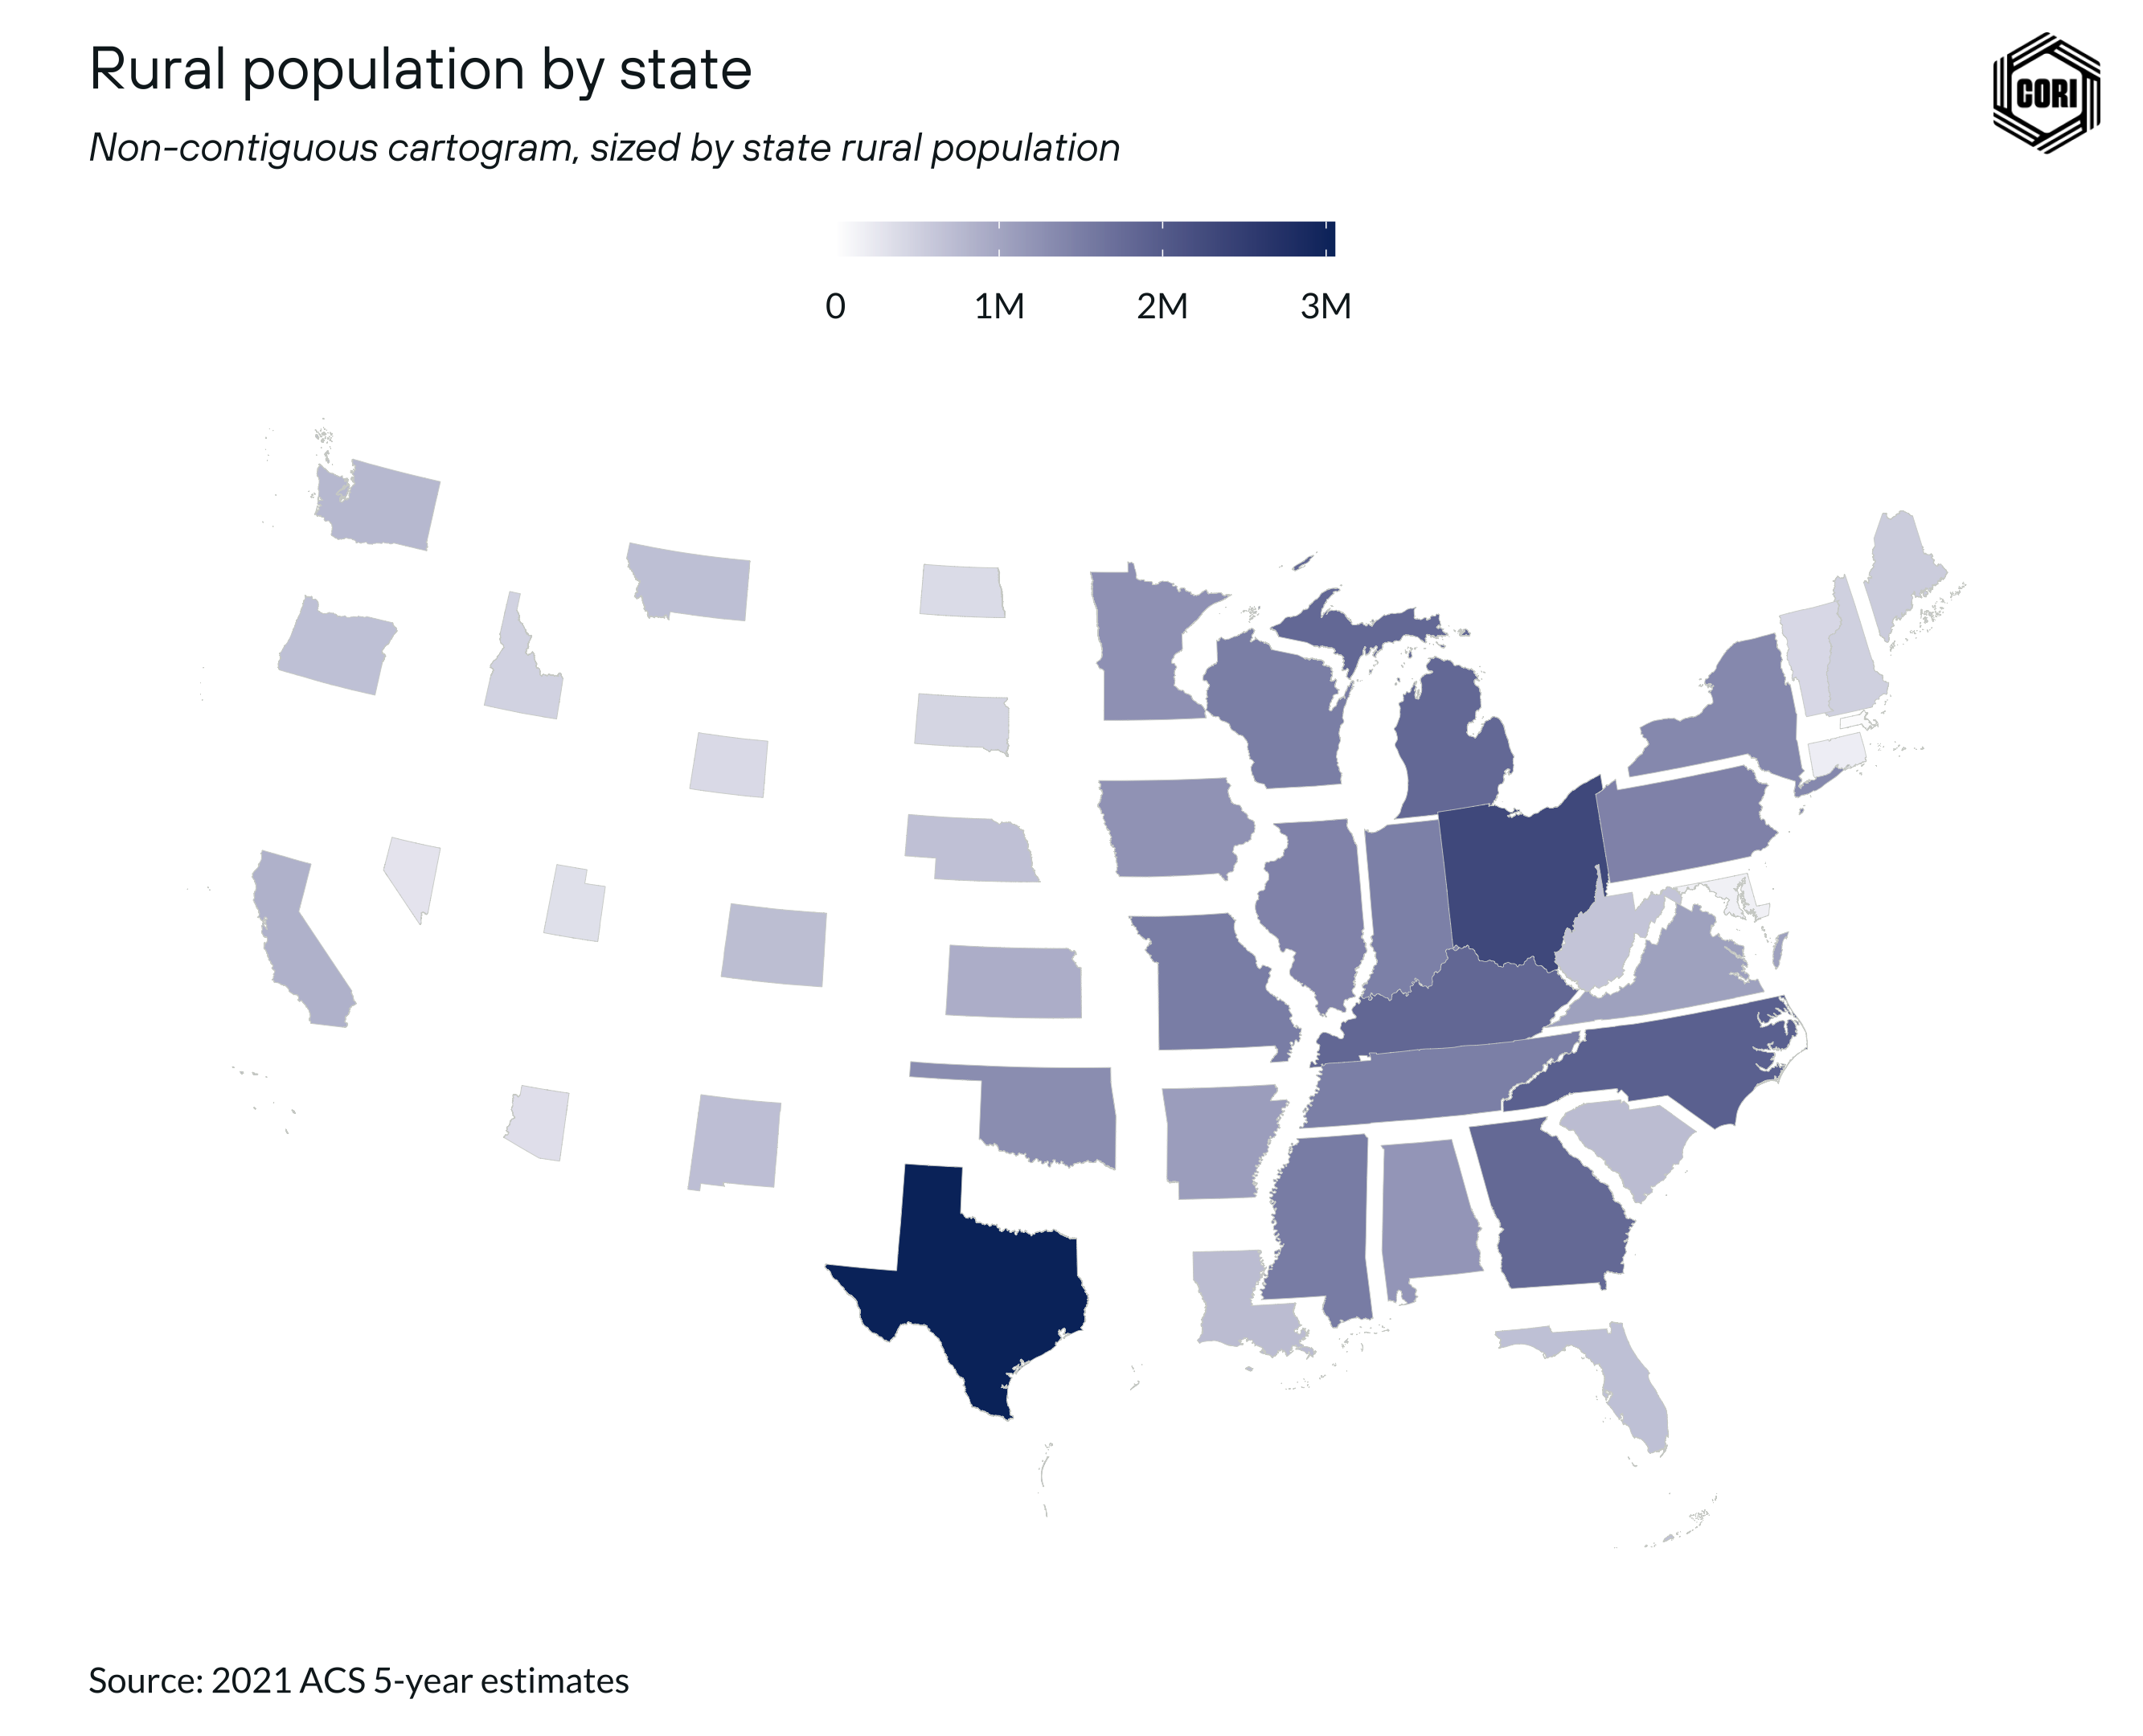 Rural population by state
Non-contiguous cartogram, sized by state rural population
CORI
0 1M 2M 3M
Source: 2021 ACS 5-year estimates